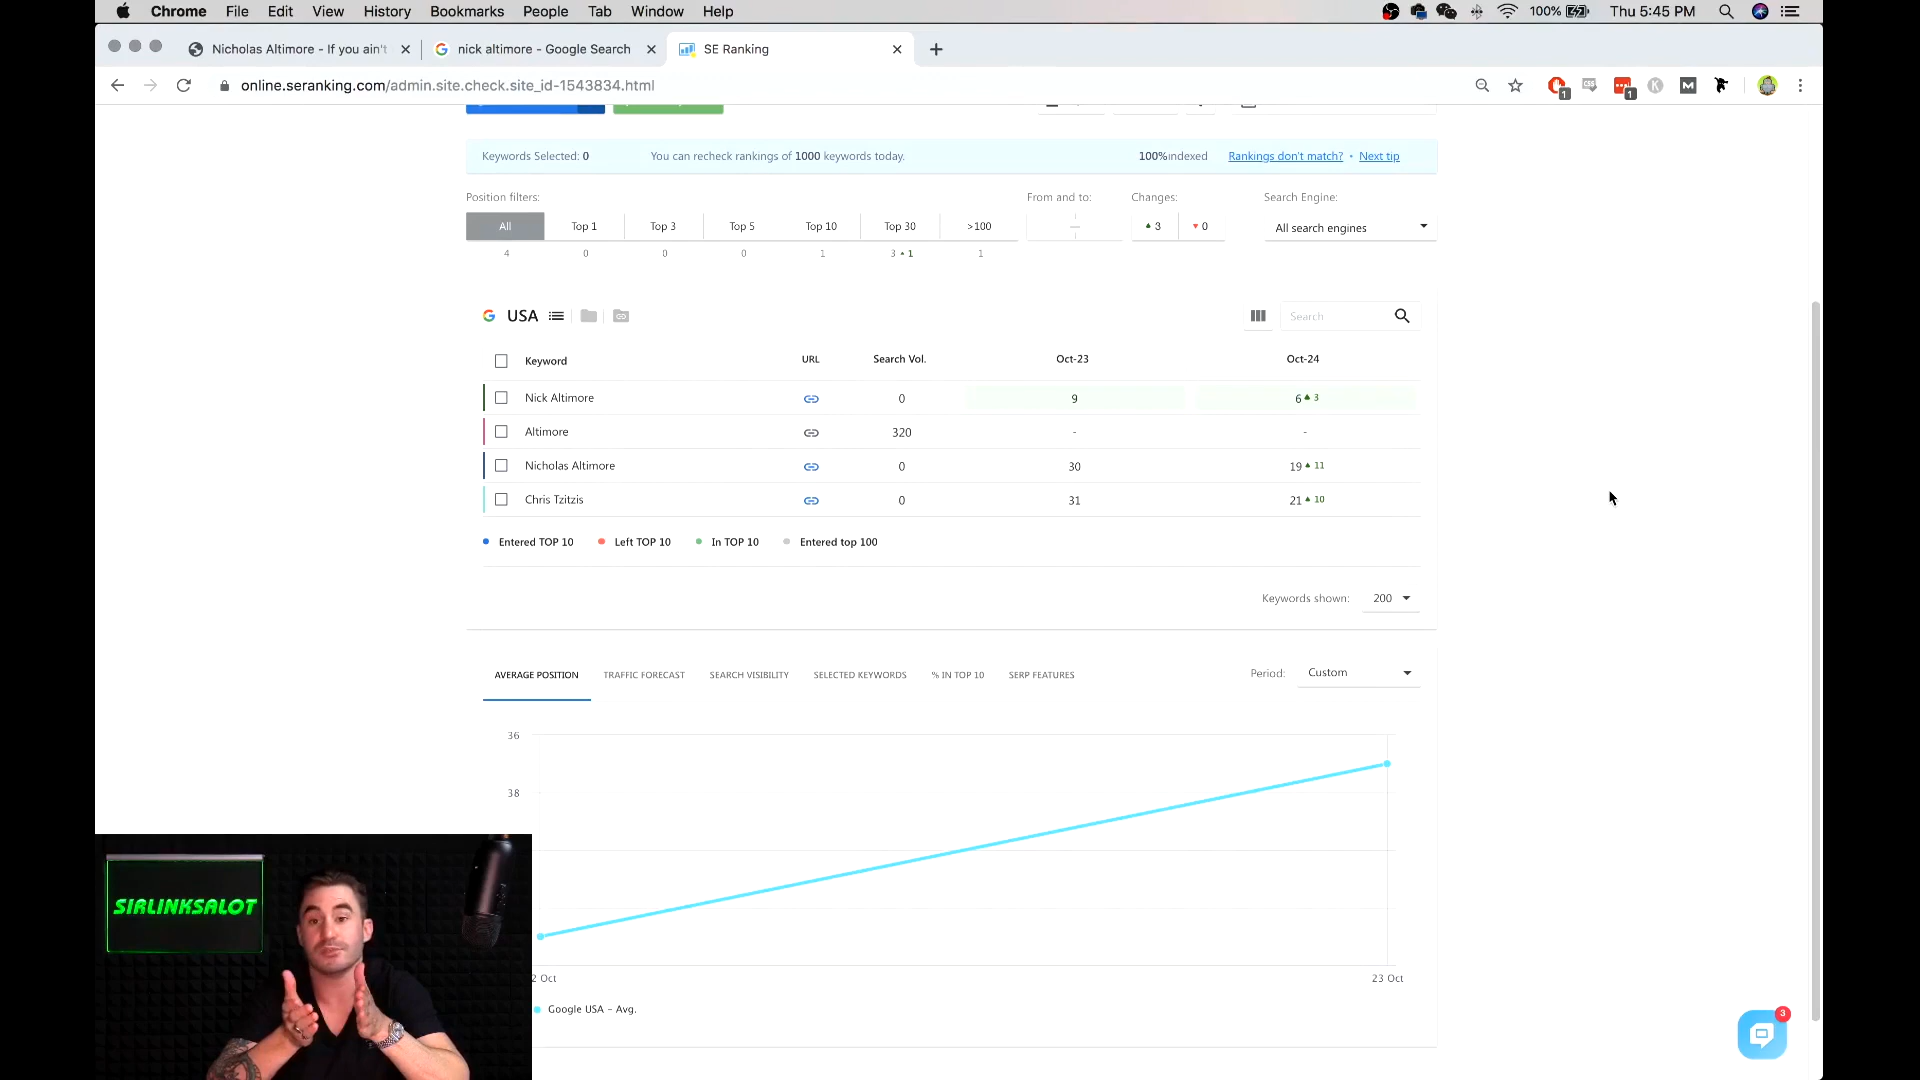 Chrome File Edit View History Bookmarks People Tab Window Help 100% Thu 5:45 PM
Nicholas Altimore - If you ain't nick altimore - Google Search SE Ranking
online.seranking.com/admin.site.check.site_id-1543834.html 1 CSS 1 K M
Keywords Selected: 0 You can recheck rankings of 1000 keywords today. 100% indexed Rankings don't match? • Next tip
Position filters: From and to: Changes: Search Engine:
All Top 1 Top 3 Top 5 Top 10 Top 30 >100 — ▲ 3 ▼ 0 All search engines
4 0 0 0 1 3 ▲ 1 1
USA Search
Keyword URL Search Vol. Oct-23 Oct-24
Nick Altimore 0 9 6 ▲ 3
Altimore 320 - -
Nicholas Altimore 0 30 19 ▲ 11
Chris Tzitzis 0 31 21 ▲ 10
Entered TOP 10 Left TOP 10 In TOP 10 Entered top 100
Keywords shown: 200
AVERAGE POSITION TRAFFIC FORECAST SEARCH VISIBILITY SELECTED KEYWORDS % IN TOP 10 SERP FEATURES Period: Custom
36
38
SIRLINKSALOT
2 Oct 23 Oct
Google USA - Avg.
3